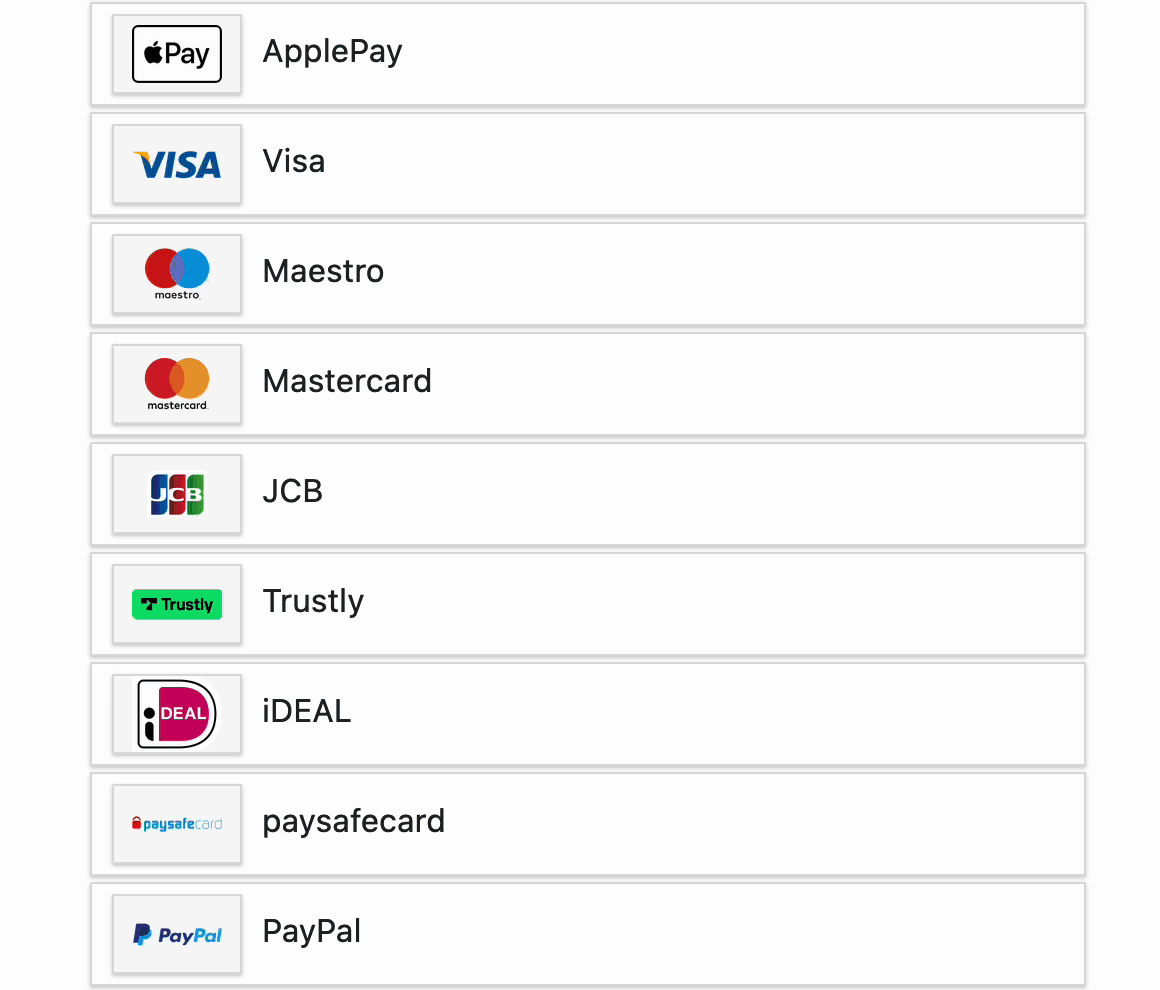 Pay ApplePay
VISA Visa
maestro Maestro
mastercard Mastercard
JCB JCB
Trustly Trustly
iDEAL iDEAL
paysafecard paysafecard
PayPal PayPal